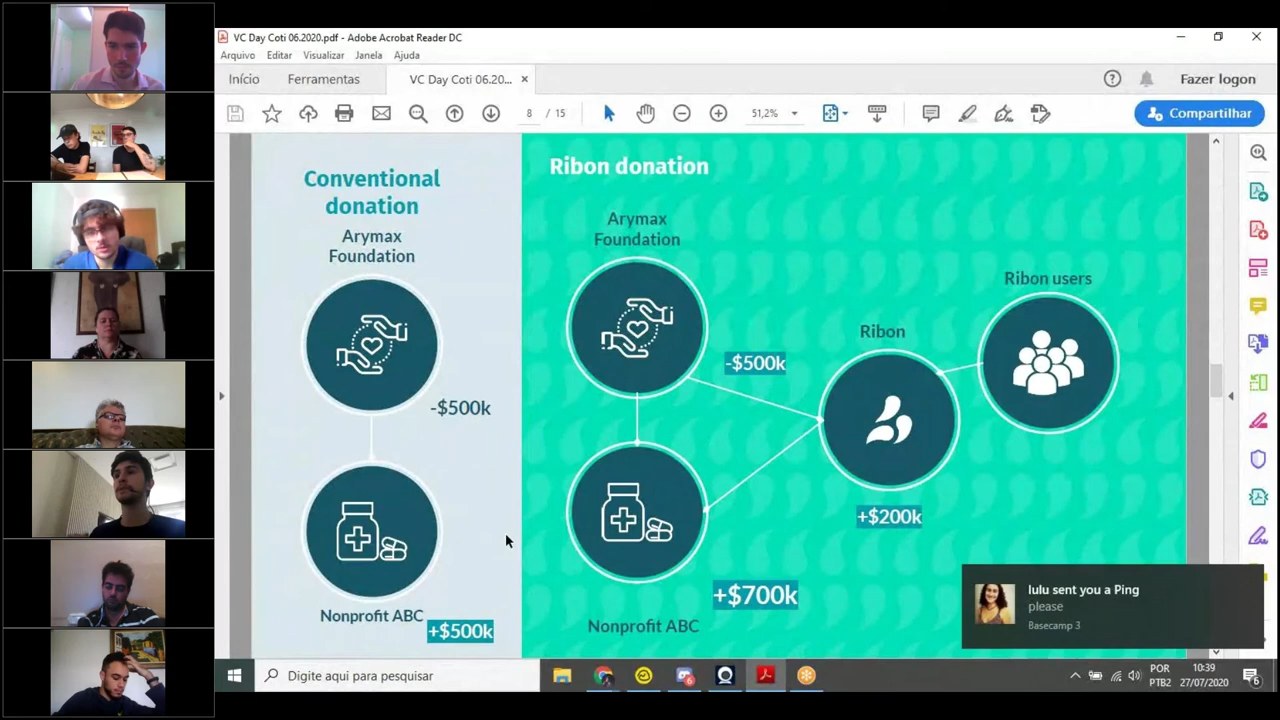 VC Day Coti 06.2020.pdf - Adobe Acrobat Reader DC
Arquivo Editar Visualizar Janela Ajuda
Início Ferramentas VC Day Coti 06.20... × Fazer logon
8 / 15 51,2% Compartilhar
Conventional
donation
Arymax
Foundation
-$500k
Nonprofit ABC
+$500k
Ribon donation
Arymax
Foundation
-$500k
Ribon
Ribon users
+$200k
+$700k
Nonprofit ABC
lulu sent you a Ping
please
Basecamp 3
Digite aqui para pesquisar
POR
PTB2
10:39
27/07/2020
6